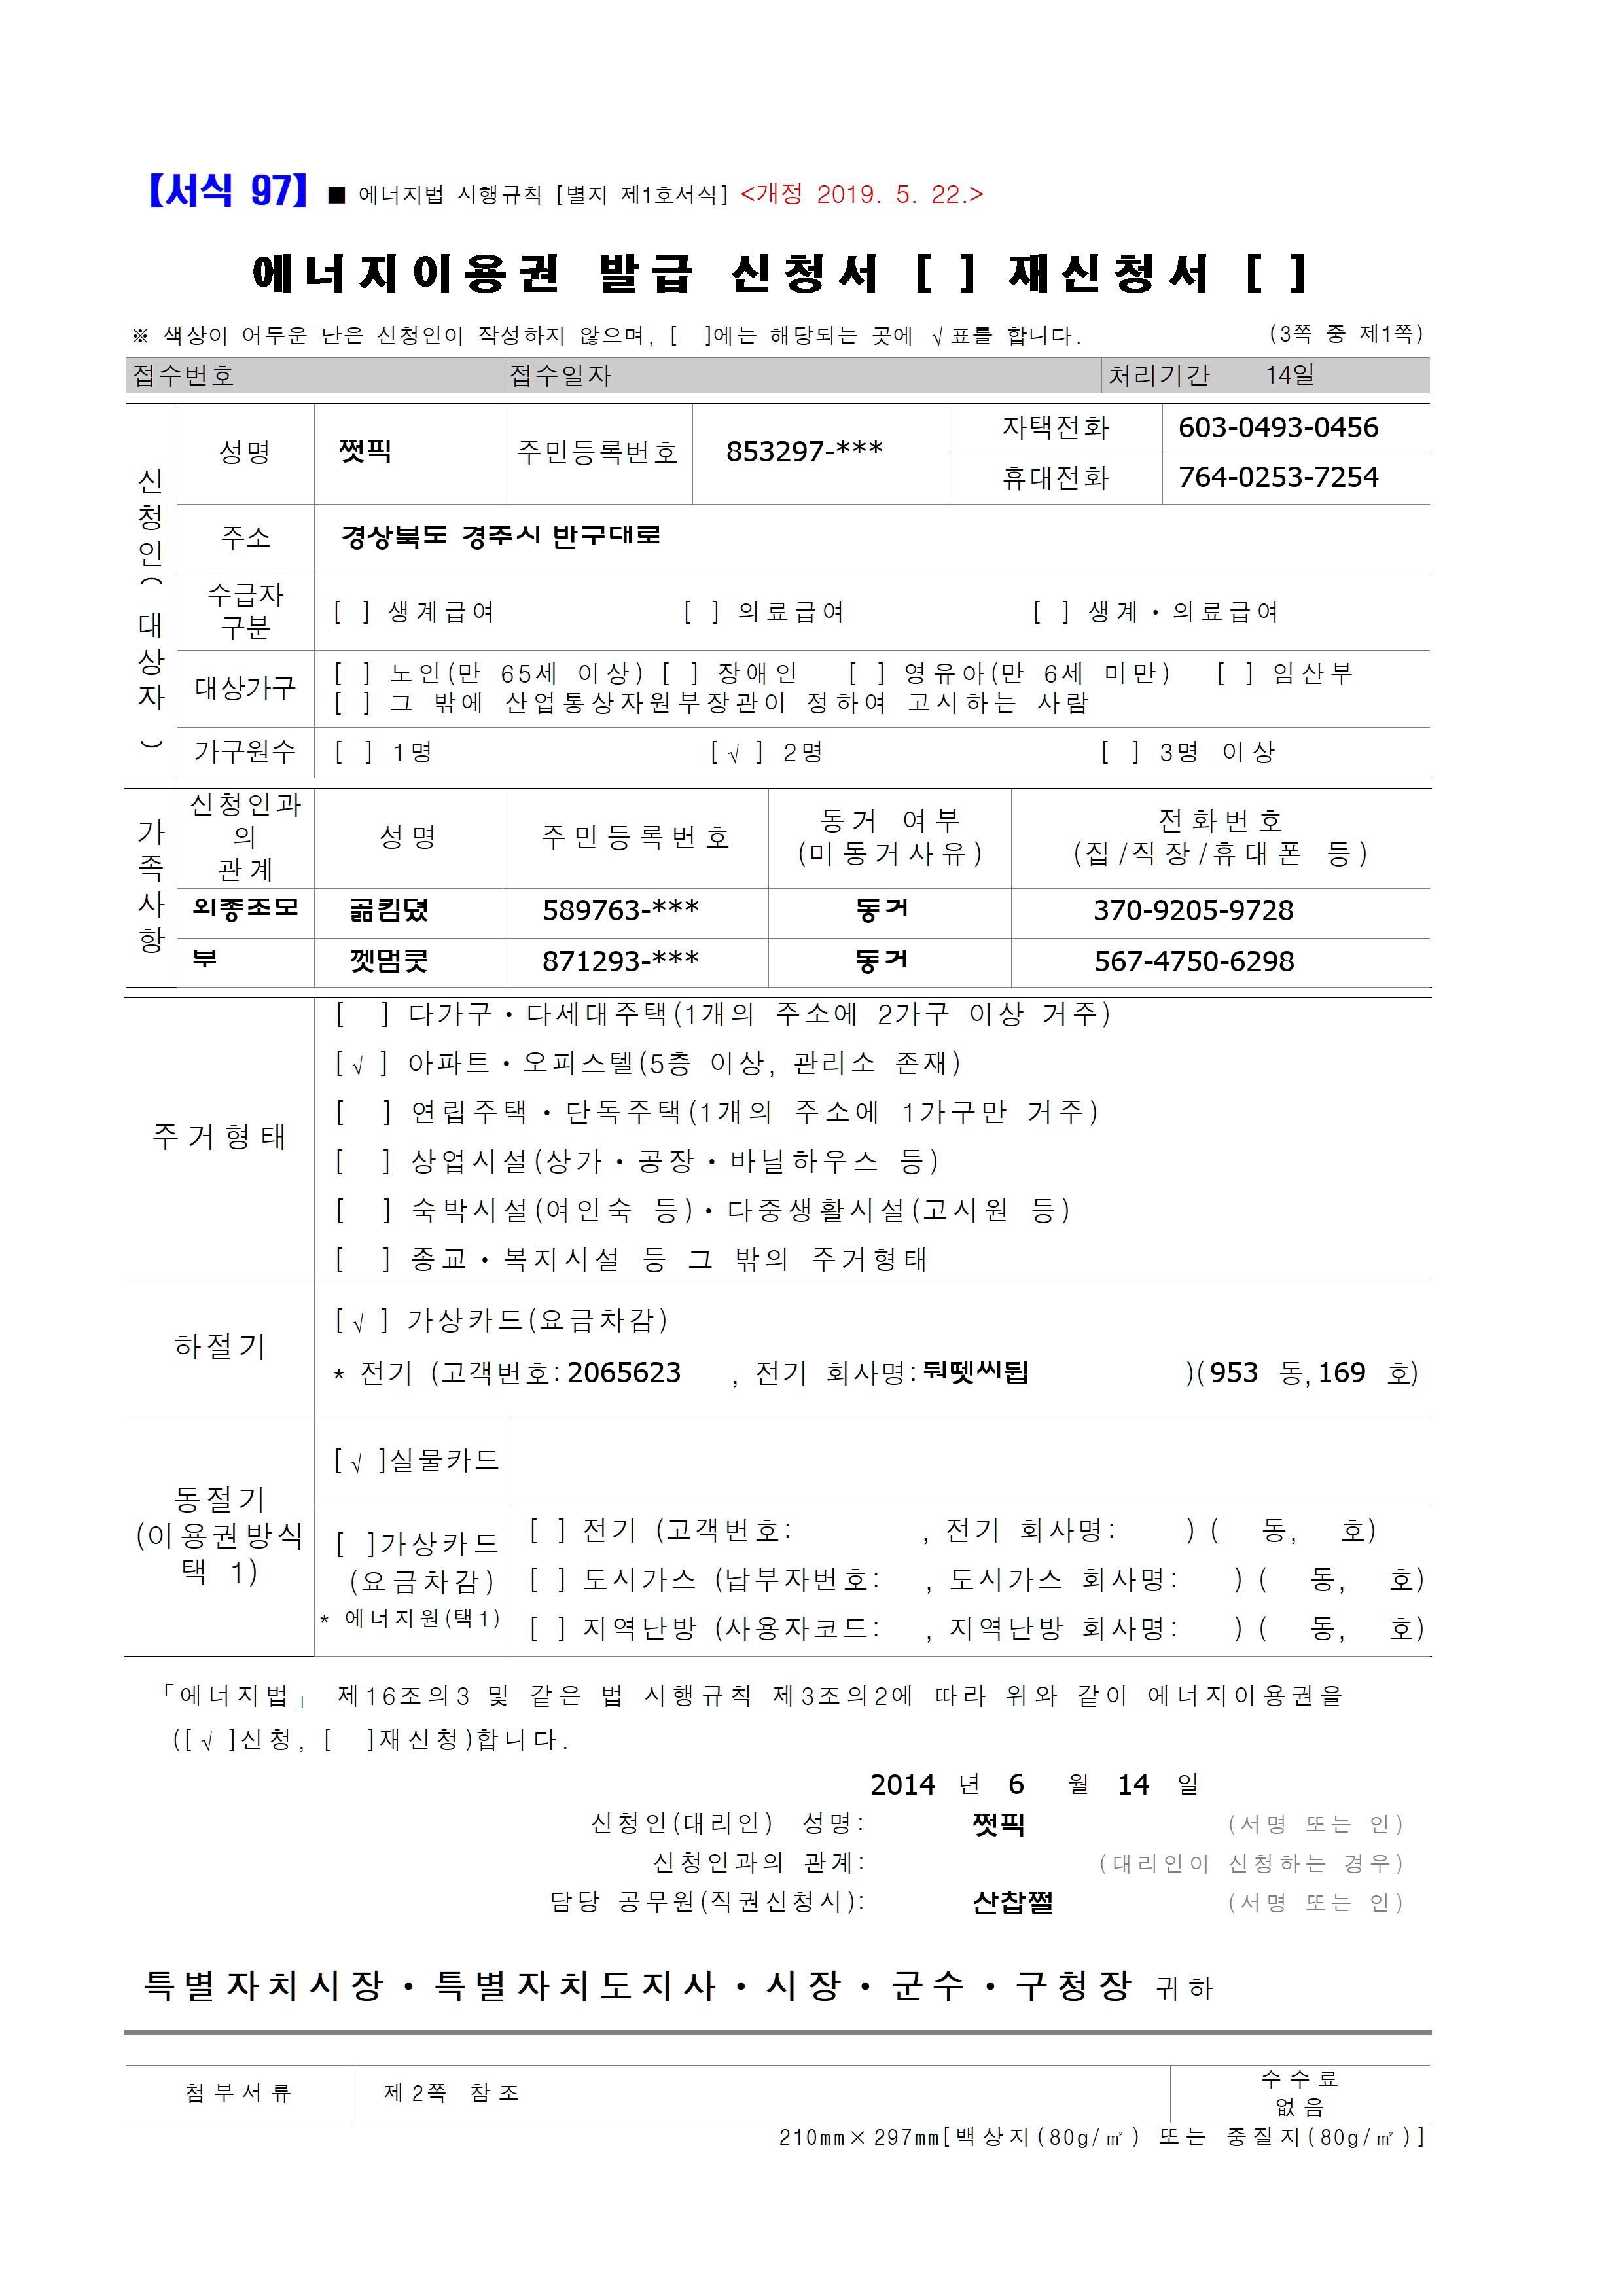 【서식 97】 ■ 에너지법 시행규칙 [별지 제1호서식] <개정 2019. 5. 22.>
에너지이용권 발급 신청서 [ ] 재신청서 [ ]
※ 색상이 어두운 난은 신청인이 작성하지 않으며, [ ]에는 해당되는 곳에 √표를 합니다. (3쪽 중 제1쪽)
접수번호 접수일자 처리기간 14일
신청인(대상자)
성명 쩟픽 주민등록번호 853297-*** 자택전화 603-0493-0456
휴대전화 764-0253-7254
주소 경상북도 경주시 반구대로
수급자
구분
[ ] 생계급여 [ ] 의료급여 [ ] 생계·의료급여
대상가구
[ ] 노인(만 65세 이상) [ ] 장애인 [ ] 영유아(만 6세 미만) [ ] 임산부
[ ] 그 밖에 산업통상자원부장관이 정하여 고시하는 사람
가구원수 [ ] 1명 [√ ] 2명 [ ] 3명 이상
가족사항
신청인과
의
관계
성명 주민등록번호
동거 여부
(미동거사유)
전화번호
(집/직장/휴대폰 등)
외종조모 곪킴뎠 589763-*** 동거 370-9205-9728
부 껫멈쿳 871293-*** 동거 567-4750-6298
주거형태
[ ] 다가구·다세대주택(1개의 주소에 2가구 이상 거주)
[√ ] 아파트·오피스텔(5층 이상, 관리소 존재)
[ ] 연립주택·단독주택(1개의 주소에 1가구만 거주)
[ ] 상업시설(상가·공장·바닐하우스 등)
[ ] 숙박시설(여인숙 등)·다중생활시설(고시원 등)
[ ] 종교·복지시설 등 그 밖의 주거형태
하절기
[√ ] 가상카드(요금차감)
* 전기 (고객번호: 2065623 , 전기 회사명: 둬뗏씨됩 )( 953 동, 169 호)
동절기
(이용권방식
택 1)
[√ ]실물카드
[ ]가상카드
(요금차감)
* 에너지원(택1)
[ ] 전기 (고객번호: , 전기 회사명: ) ( 동, 호)
[ ] 도시가스 (납부자번호: , 도시가스 회사명: ) ( 동, 호)
[ ] 지역난방 (사용자코드: , 지역난방 회사명: ) ( 동, 호)
「에너지법」 제16조의3 및 같은 법 시행규칙 제3조의2에 따라 위와 같이 에너지이용권을
([√ ]신청, [ ]재신청)합니다.
2014 년 6 월 14 일
신청인(대리인) 성명: 쩟픽 (서명 또는 인)
신청인과의 관계: (대리인이 신청하는 경우)
담당 공무원(직권신청시): 산찹쩔 (서명 또는 인)
특별자치시장·특별자치도지사·시장·군수·구청장 귀하
첨부서류 제2쪽 참조
수수료
없음
210mm×297mm[백상지(80g/㎡) 또는 중질지(80g/㎡)]